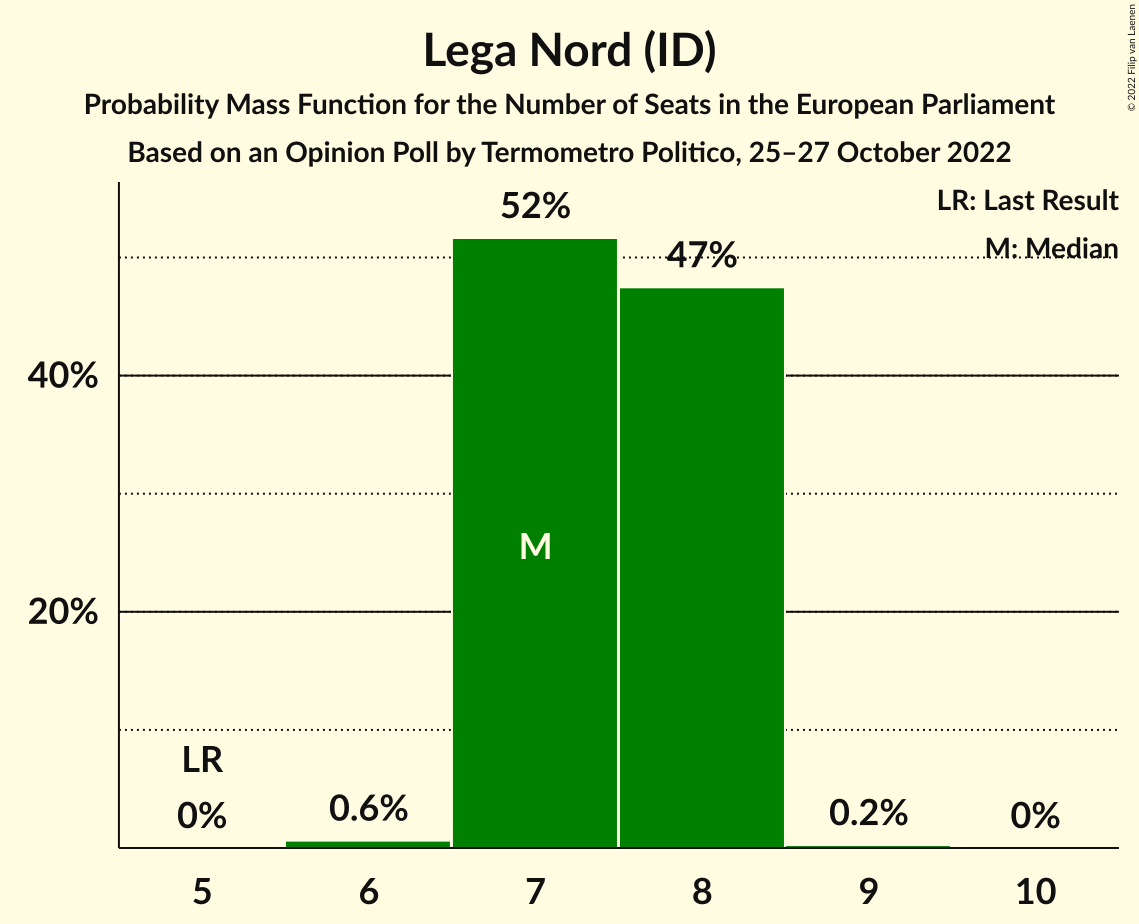 Lega Nord (ID)
Probability Mass Function for the Number of Seats in the European Parliament
Based on an Opinion Poll by Termometro Politico, 25–27 October 2022
© 2022 Filip van Laenen
LR: Last Result
M: Median
52%
47%
40%
M
20%
LR
0%
0.6%
0.2%
0%
5 6 7 8 9 10